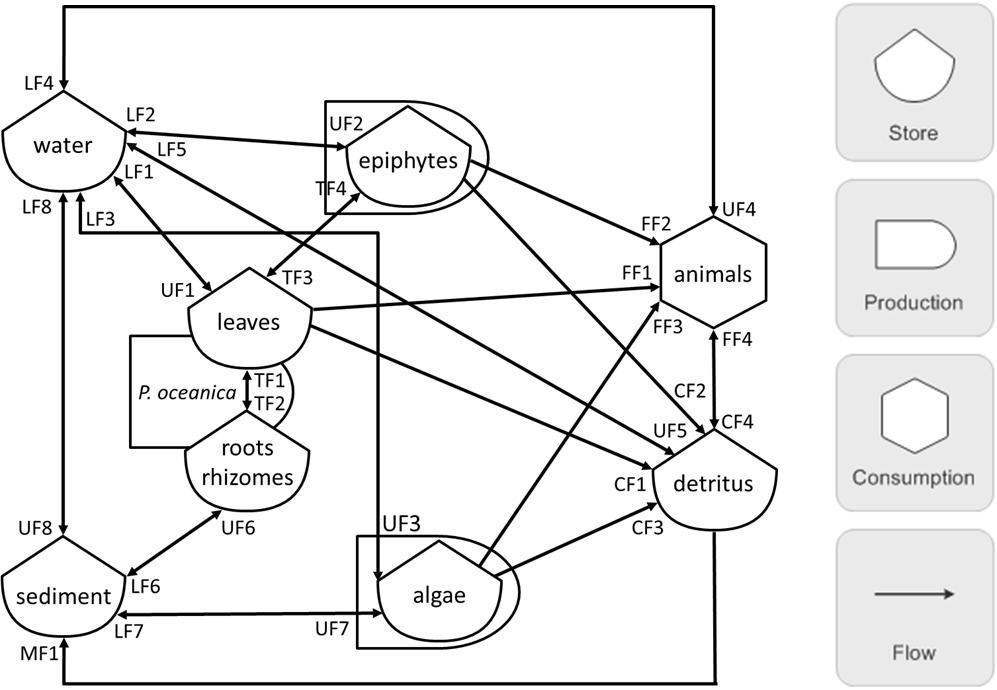 LF4
water
LF2
LF5
LF1
LF8
LF3
UF2
epiphytes
TF4
UF4
FF2
animals
FF1
FF3
FF4
UF1
TF3
leaves
P. oceanica
TF1
TF2
roots
rhizomes
UF6
CF2
CF4
UF5
detritus
CF1
CF3
UF8
sediment
LF6
LF7
MF1
UF3
algae
UF7
Store
Production
Consumption
Flow